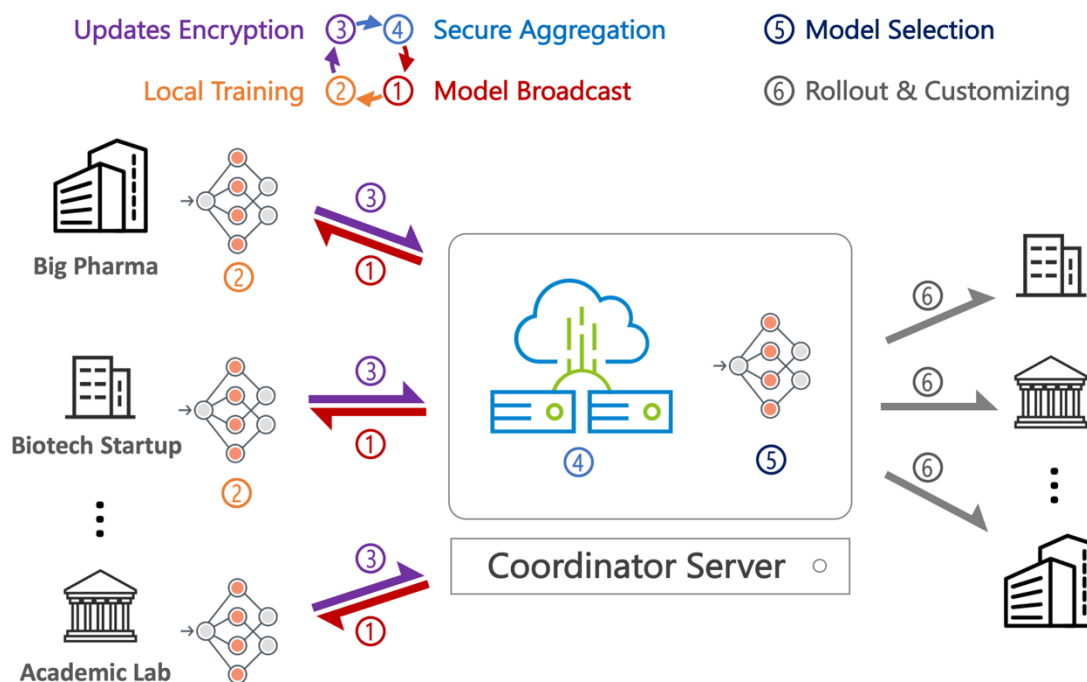 Updates Encryption ③ ④ Secure Aggregation ⑤ Model Selection
Local Training ② ① Model Broadcast ⑥ Rollout & Customizing
③
Big Pharma ② ①
⑥
③ ⑥
Biotech Startup ① ④ ⑤
② ⑥
③ Coordinator Server
①
Academic Lab